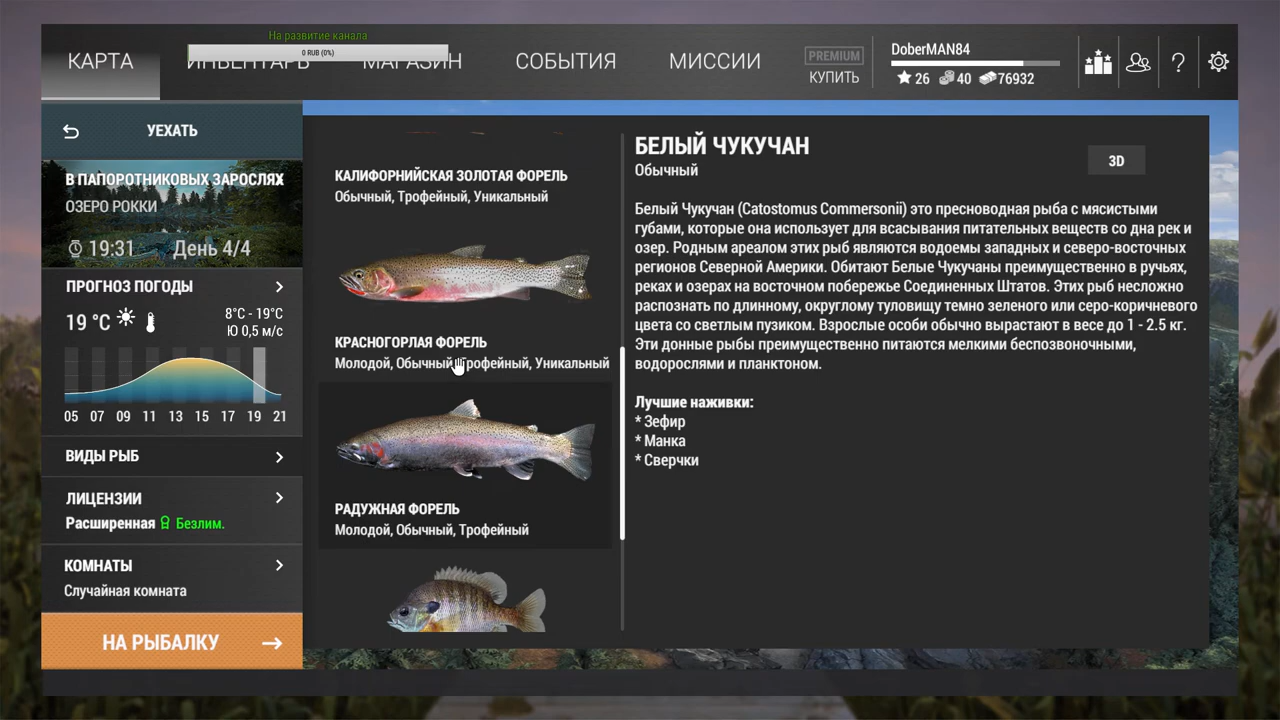 На развитие канала
0 RUB (0%)
КАРТА
ИНВЕНТАРЬ
МАГАЗИН
СОБЫТИЯ
МИССИИ
PREMIUM
КУПИТЬ
DoberMAN84
26 40 76932
УЕХАТЬ
В ПАПОРОТНИКОВЫХ ЗАРОСЛЯХ
ОЗЕРО РОККИ
19:31 День 4/4
ПРОГНОЗ ПОГОДЫ
19 °C
8°C - 19°C
Ю 0,5 м/с
05 07 09 11 13 15 17 19 21
ВИДЫ РЫБ
ЛИЦЕНЗИИ
Расширенная Безлим.
КОМНАТЫ
Случайная комната
НА РЫБАЛКУ
КАЛИФОРНИЙСКАЯ ЗОЛОТАЯ ФОРЕЛЬ
Обычный, Трофейный, Уникальный
КРАСНОГОРЛАЯ ФОРЕЛЬ
Молодой, Обычный, Трофейный, Уникальный
РАДУЖНАЯ ФОРЕЛЬ
Молодой, Обычный, Трофейный
БЕЛЫЙ ЧУКУЧАН
Обычный
3D
Белый Чукучан (Catostomus Commersonii) это пресноводная рыба с мясистыми
губами, которые она использует для всасывания питательных веществ со дна рек и
озер. Родным ареалом этих рыб являются водоемы западных и северо-восточных
регионов Северной Америки. Обитают Белые Чукучаны преимущественно в ручьях,
реках и озерах на восточном побережье Соединенных Штатов. Этих рыб несложно
распознать по длинному, округлому туловищу темно зеленого или серо-коричневого
цвета со светлым пузиком. Взрослые особи обычно вырастают в весе до 1 - 2.5 кг.
Эти донные рыбы преимущественно питаются мелкими беспозвоночными,
водорослями и планктоном.
Лучшие наживки:
* Зефир
* Манка
* Сверчки